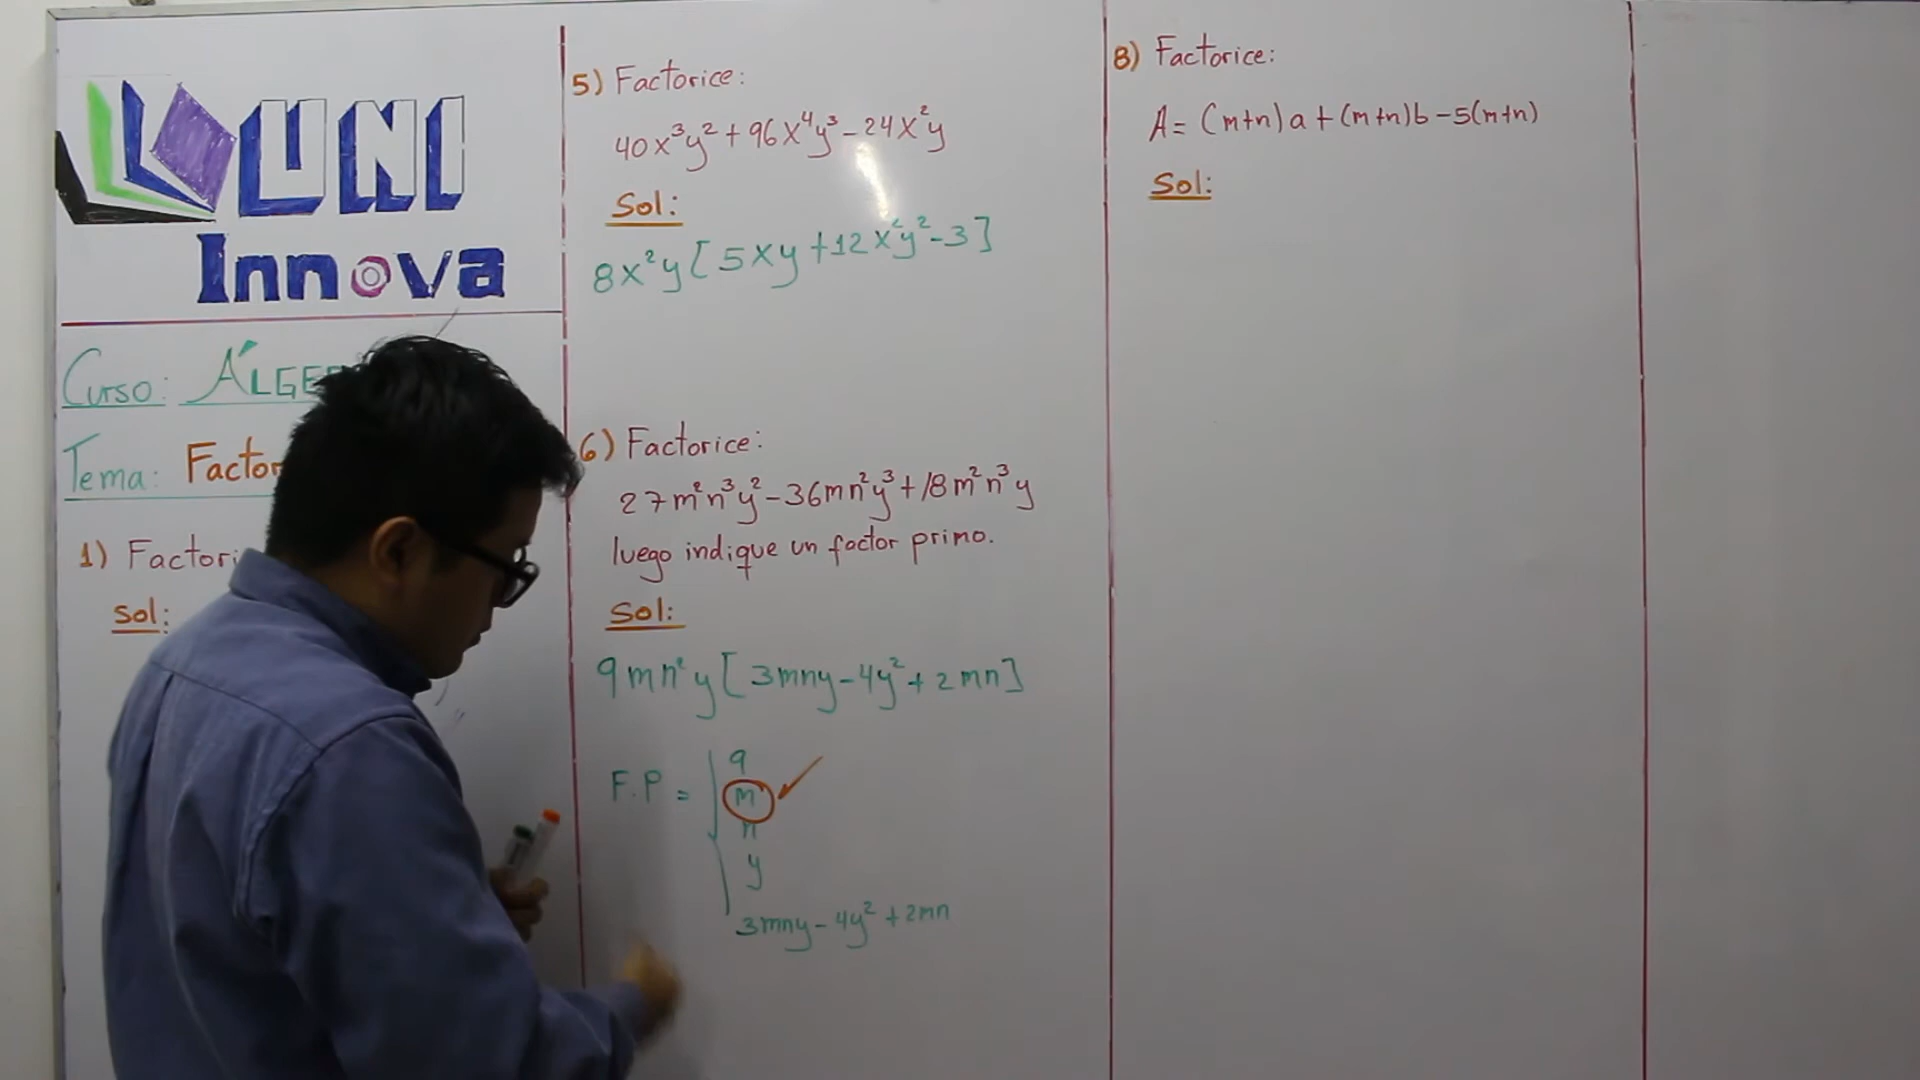 UNI
Innova
Curso: ÁLGE
Tema: Factor
1) Factori
Sol:
5) Factorice:
40x³y² + 96x⁴y³ - 24x²y
Sol:
8x²y[5xy + 12x²y² - 3]
6) Factorice:
27m²n³y² - 36mn²y³ + 18m²n³y
luego indique un factor primo.
Sol:
9mn²y[3mny - 4y² + 2mn]
F.P =
9
m
n
y
3mny - 4y² + 2mn
8) Factorice:
A = (m+n)a + (m+n)b - 5(m+n)
Sol: